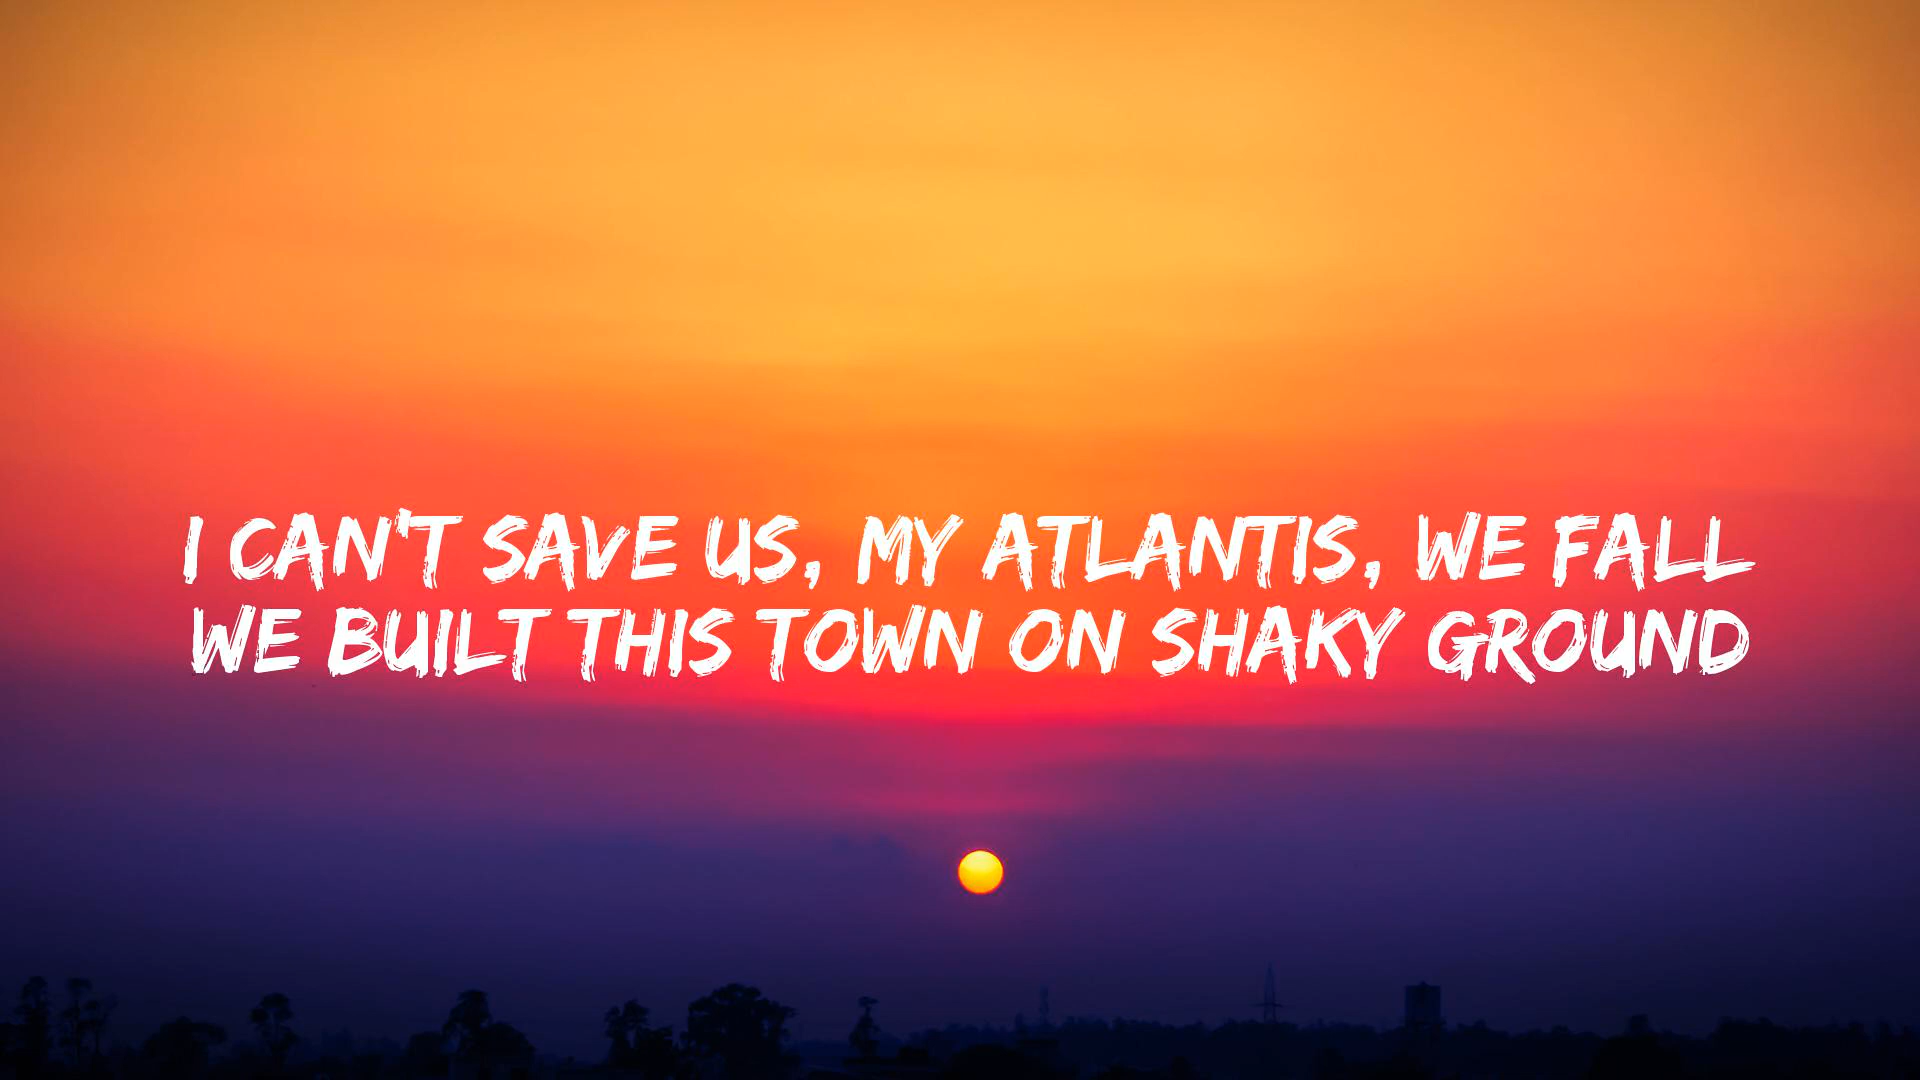 I CAN'T SAVE US, MY ATLANTIS, WE FALL
WE BUILT THIS TOWN ON SHAKY GROUND